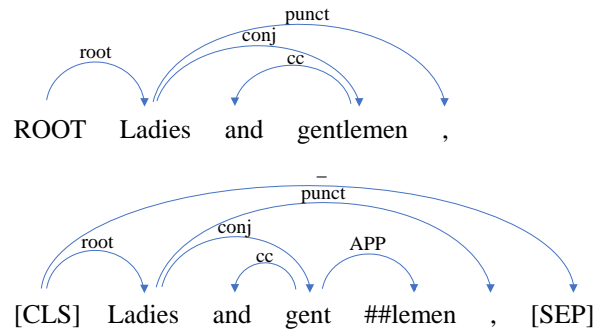 punct
conj
root
cc
ROOT Ladies and gentlemen ,
_
punct
root conj APP
cc
[CLS] Ladies and gent ##lemen , [SEP]